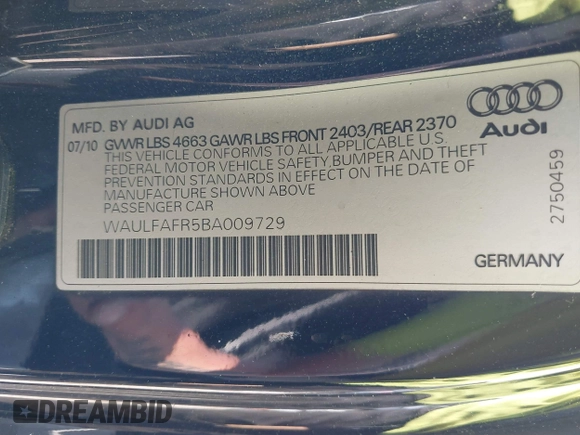 MFD. BY AUDI AG
07/10 GVWR LBS 4663 GAWR LBS FRONT 2403/REAR 2370
THIS VEHICLE CONFORMS TO ALL APPLICABLE U.S.
FEDERAL MOTOR VEHICLE SAFETY,BUMPER AND THEFT
PREVENTION STANDARDS IN EFFECT ON THE DATE OF
MANUFACTURE SHOWN ABOVE
PASSENGER CAR
WAULFAFR5BA009729
Audi
2750459
GERMANY
DREAMBID